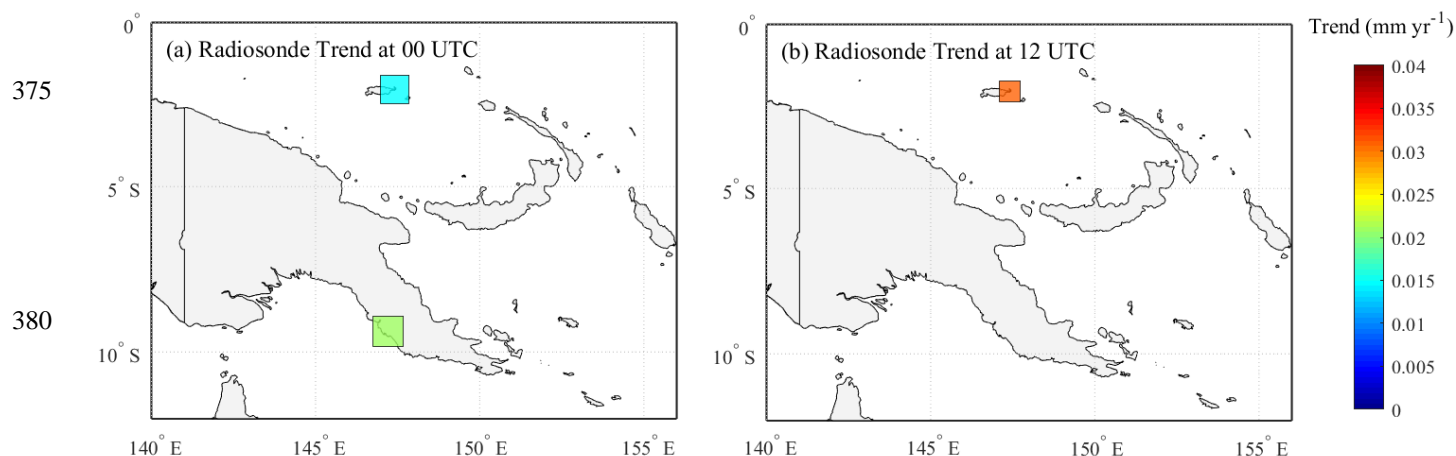 375
380
(a) Radiosonde Trend at 00 UTC
0°
5° S
10° S
140° E
145° E
150° E
155° E
(b) Radiosonde Trend at 12 UTC
0°
5° S
10° S
140° E
145° E
150° E
155° E
Trend (mm yr⁻¹)
0.04
0.035
0.03
0.025
0.02
0.015
0.01
0.005
0